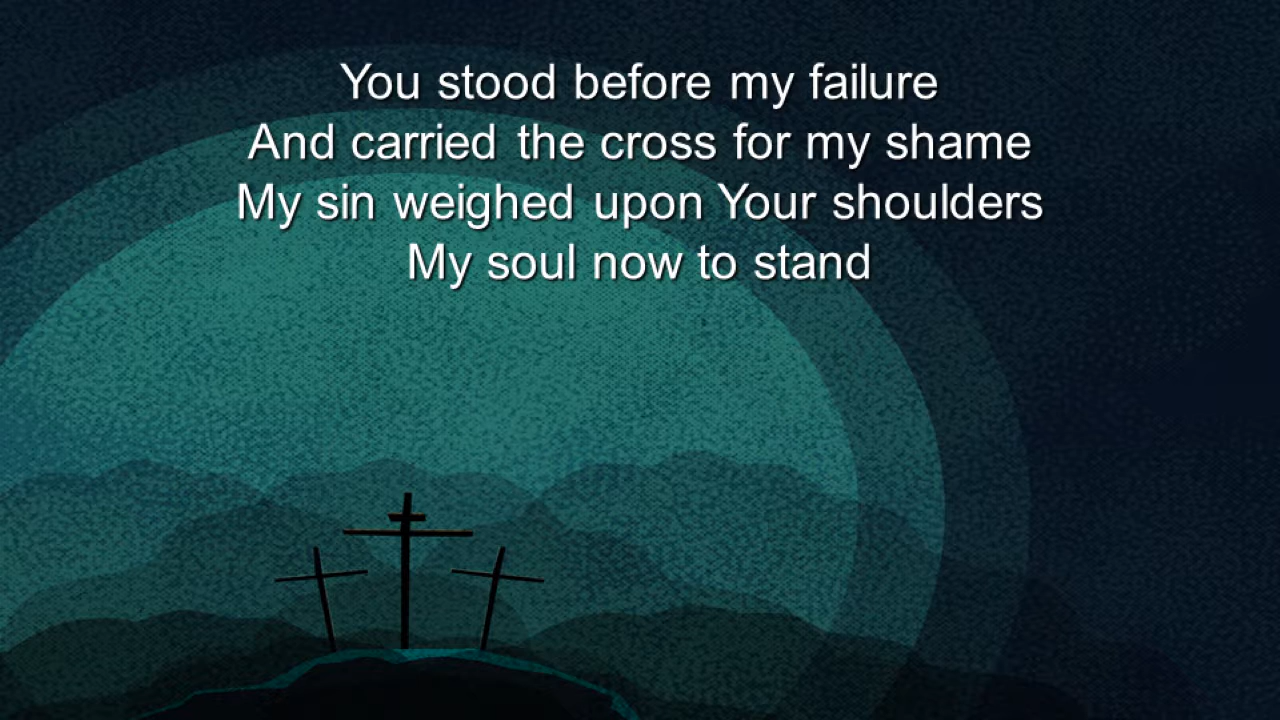 You stood before my failure
And carried the cross for my shame
My sin weighed upon Your shoulders
My soul now to stand